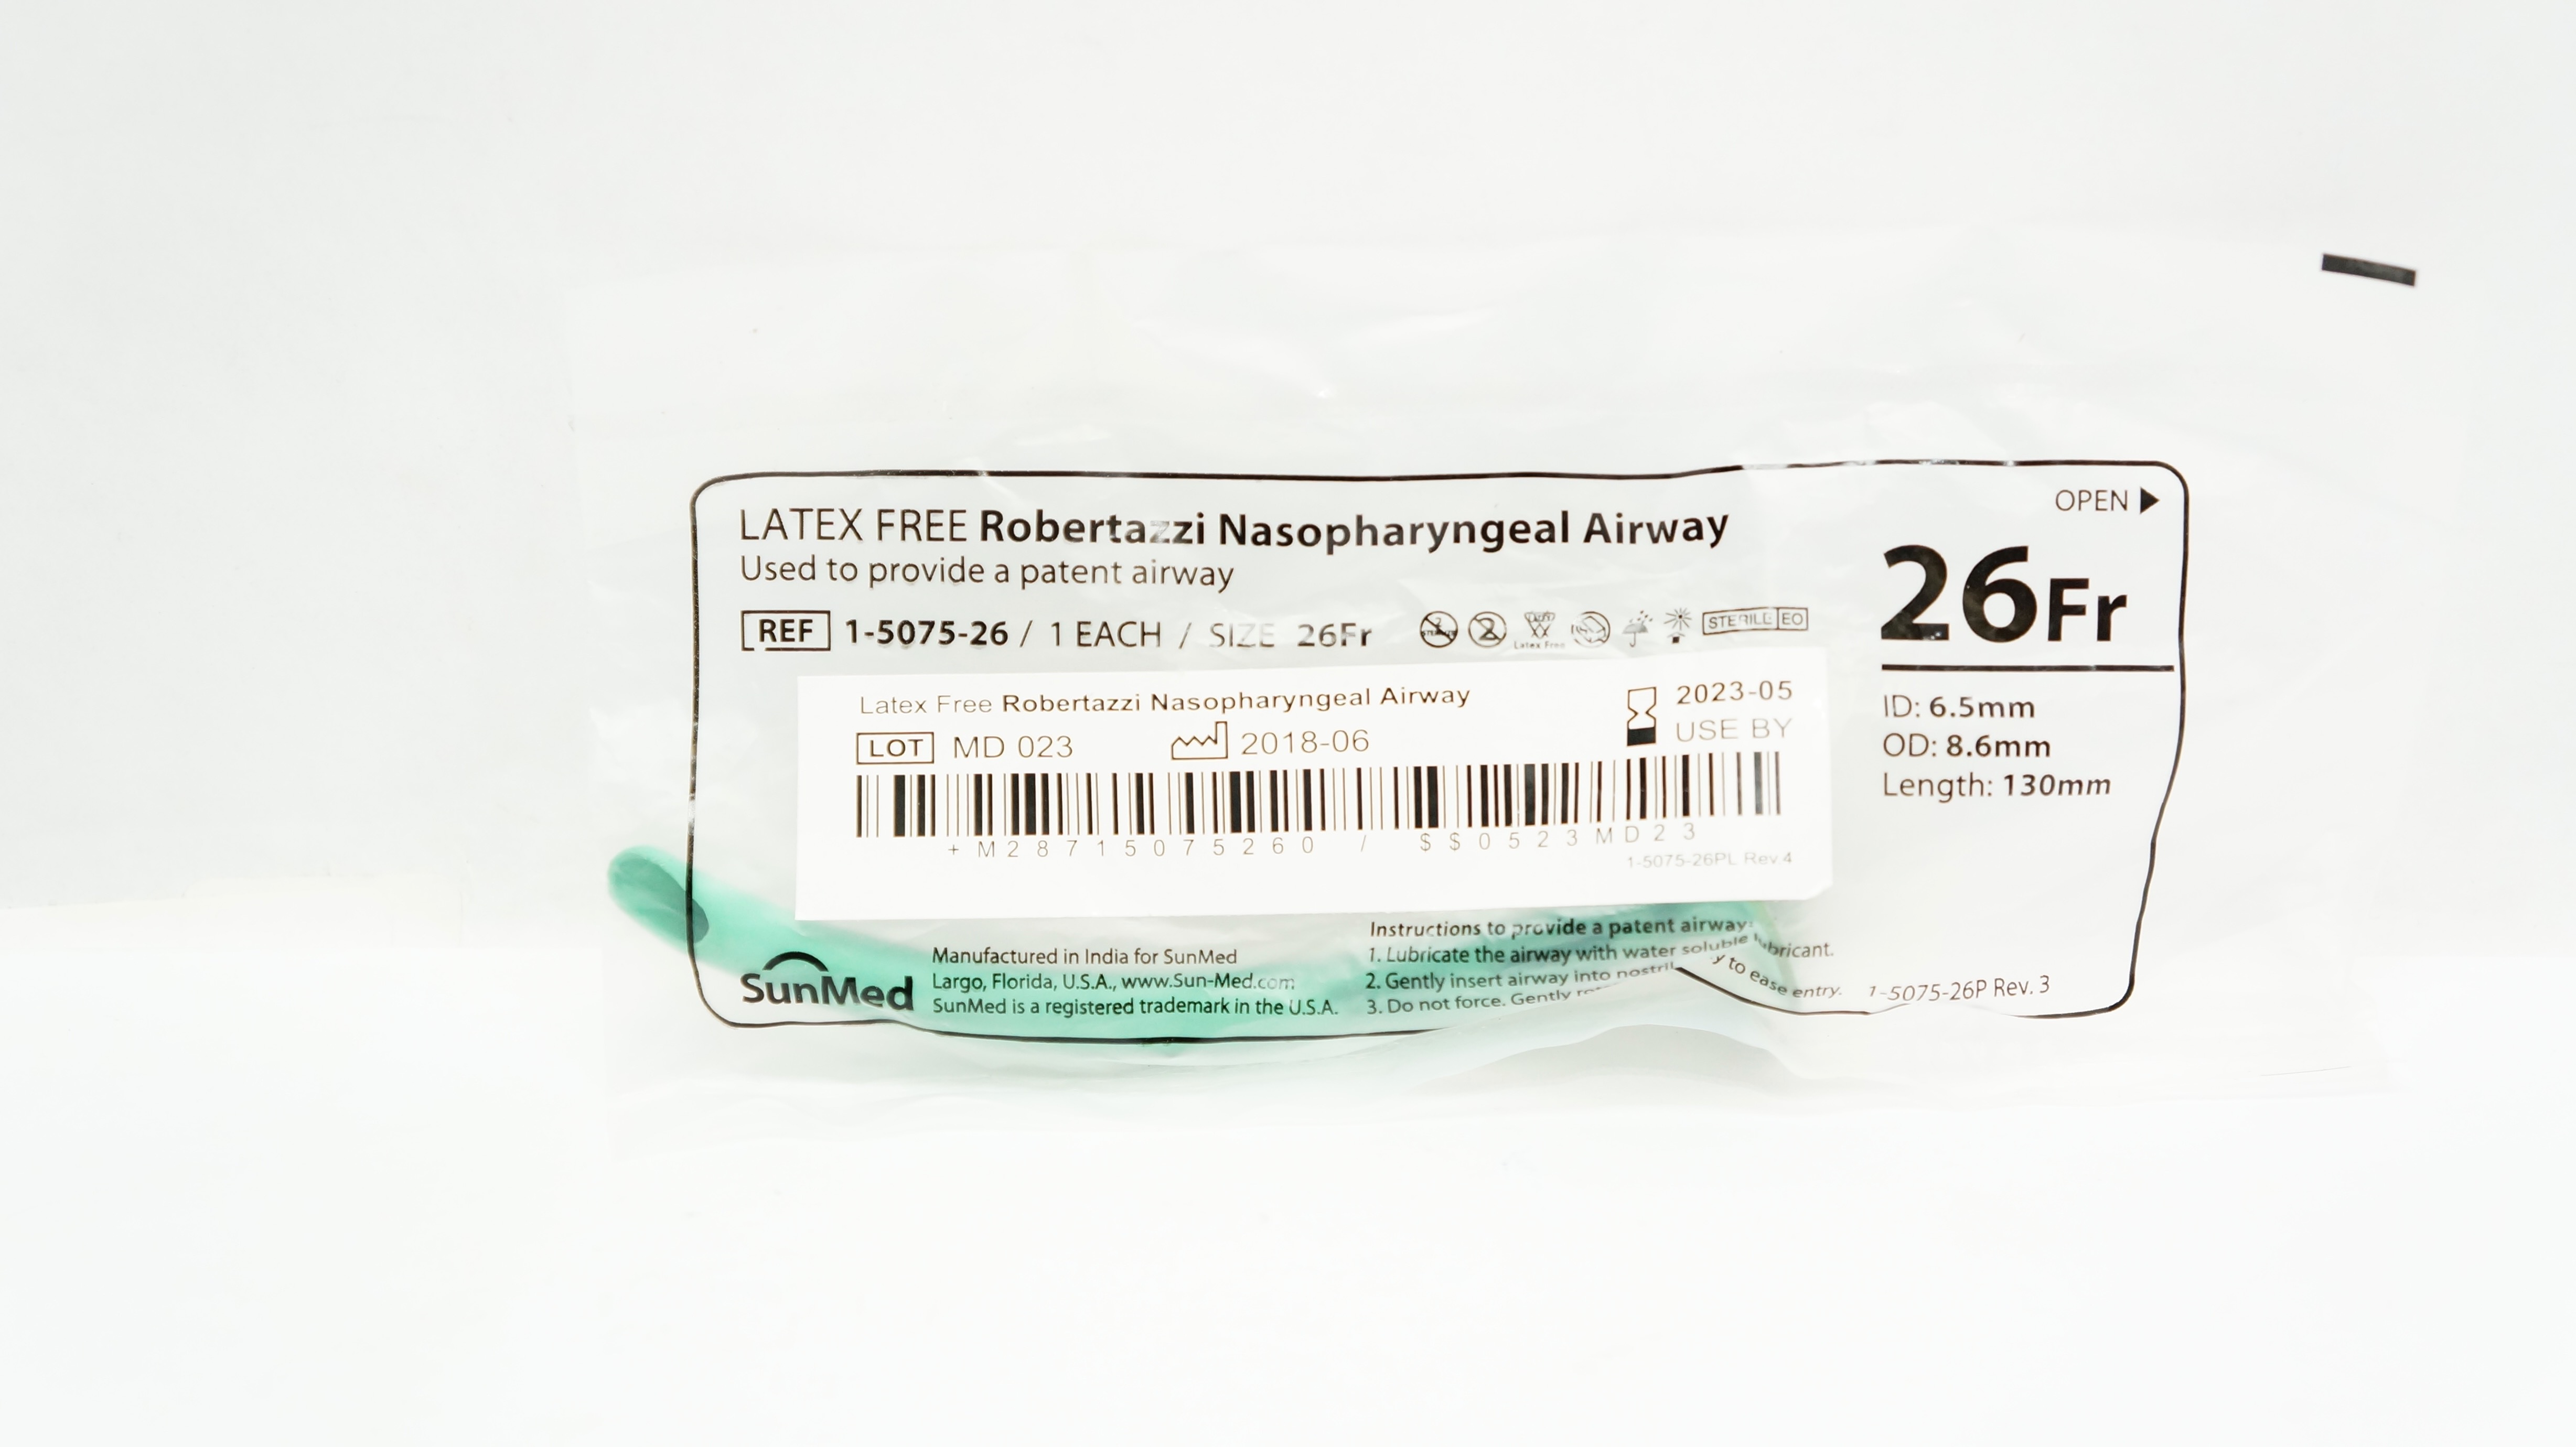 OPEN
LATEX FREE Robertazzi Nasopharyngeal Airway
Used to provide a patent airway
26Fr
REF 1-5075-26 / 1 EACH / SIZE 26Fr
Latex Free
STERILE EO
Latex Free Robertazzi Nasopharyngeal Airway
2023-05
USE BY
LOT MD 023
2018-06
ID: 6.5mm
OD: 8.6mm
Length: 130mm
+M28715075260 / $$0523MD23
1-5075-26PL Rev 4
SunMed
Manufactured in India for SunMed
Largo, Florida, U.S.A., www.Sun-Med.com
SunMed is a registered trademark in the U.S.A.
Instructions to provide a patent airway:
1. Lubricate the airway with water soluble lubricant.
2. Gently insert airway into nostril
3. Do not force. Gently to ease entry.
1-5075-26P Rev. 3